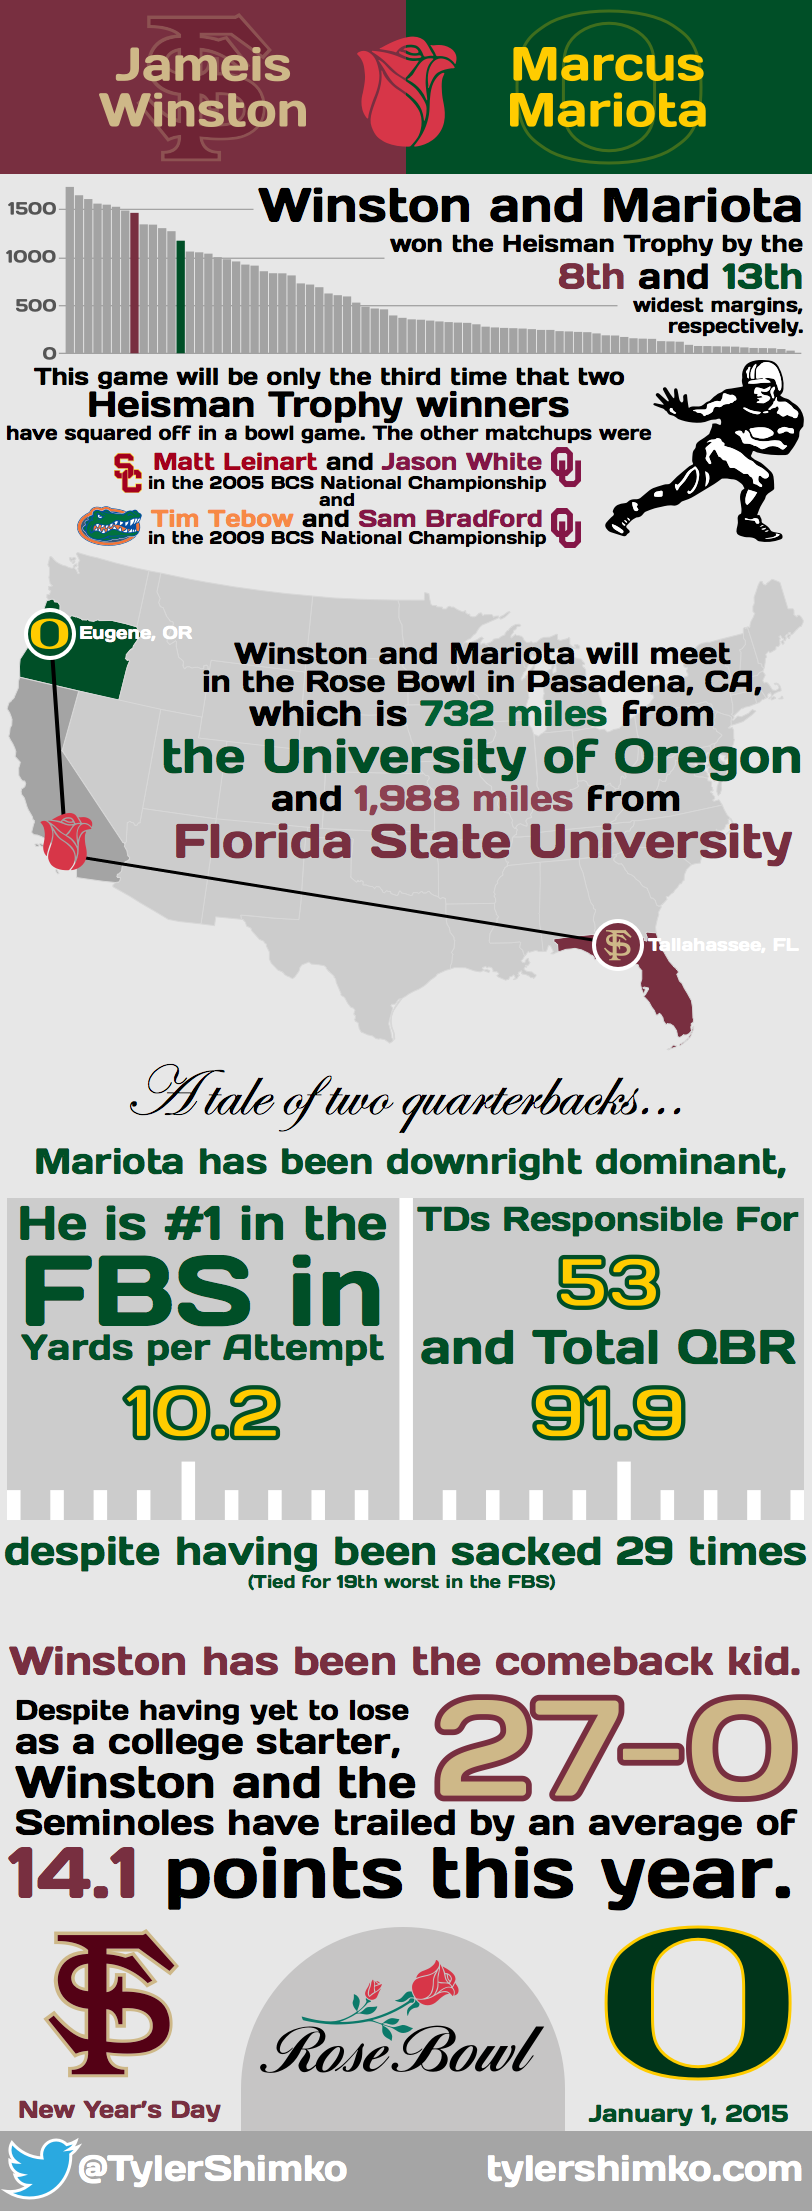 Jameis
Winston
Marcus
Mariota
1500
1000
500
0
Winston and Mariota
won the Heisman Trophy by the
8th and 13th
widest margins,
respectively.
This game will be only the third time that two
Heisman Trophy winners
have squared off in a bowl game. The other matchups were
SC Matt Leinart and Jason White OU
in the 2005 BCS National Championship
and
Tim Tebow and Sam Bradford OU
in the 2009 BCS National Championship
O Eugene, OR
Winston and Mariota will meet
in the Rose Bowl in Pasadena, CA,
which is 732 miles from
the University of Oregon
and 1,988 miles from
Florida State University
FS Tallahassee, FL
A tale of two quarterbacks...
Mariota has been downright dominant,
He is #1 in the
FBS in
Yards per Attempt
10.2
TDs Responsible For
53
and Total QBR
91.9
despite having been sacked 29 times
(Tied for 19th worst in the FBS)
Winston has been the comeback kid.
Despite having yet to lose
as a college starter,
27-0
Winston and the
Seminoles have trailed by an average of
14.1 points this year.
FS
New Year's Day
Rose Bowl
O
January 1, 2015
@TylerShimko
tylershimko.com